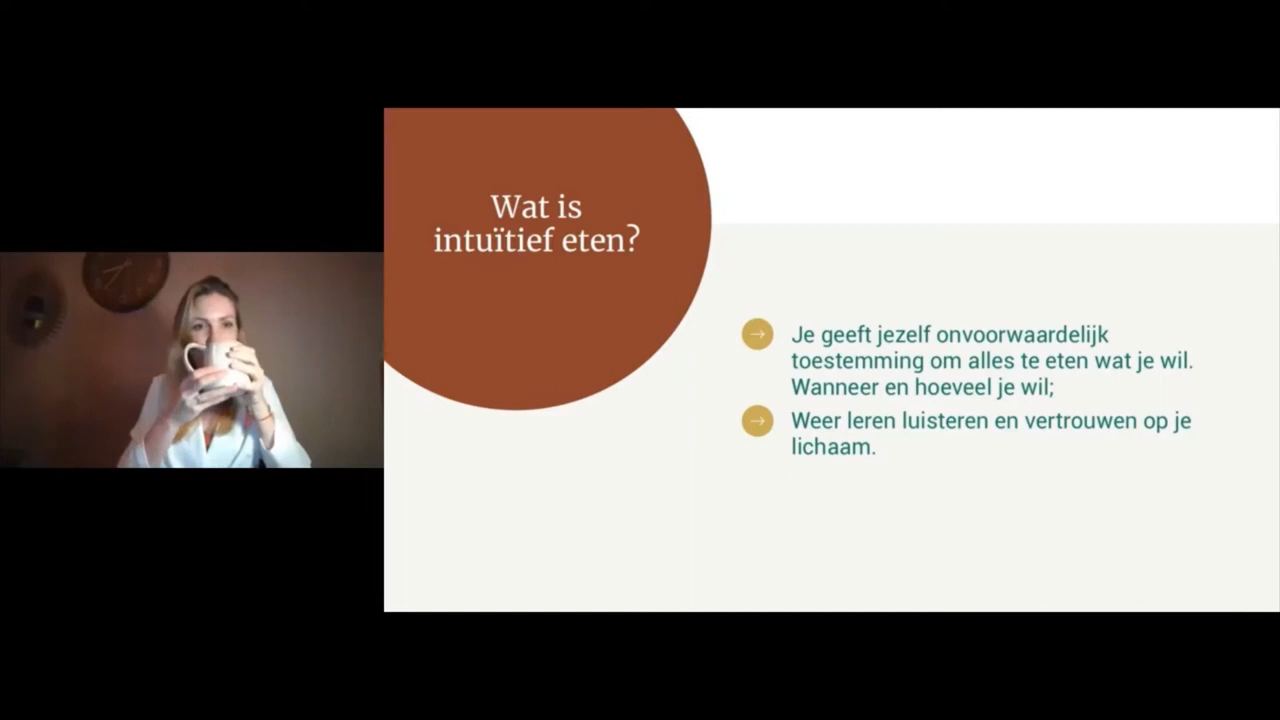 Wat is
intuïtief eten?
Je geeft jezelf onvoorwaardelijk
toestemming om alles te eten wat je wil.
Wanneer en hoeveel je wil;
Weer leren luisteren en vertrouwen op je
lichaam.